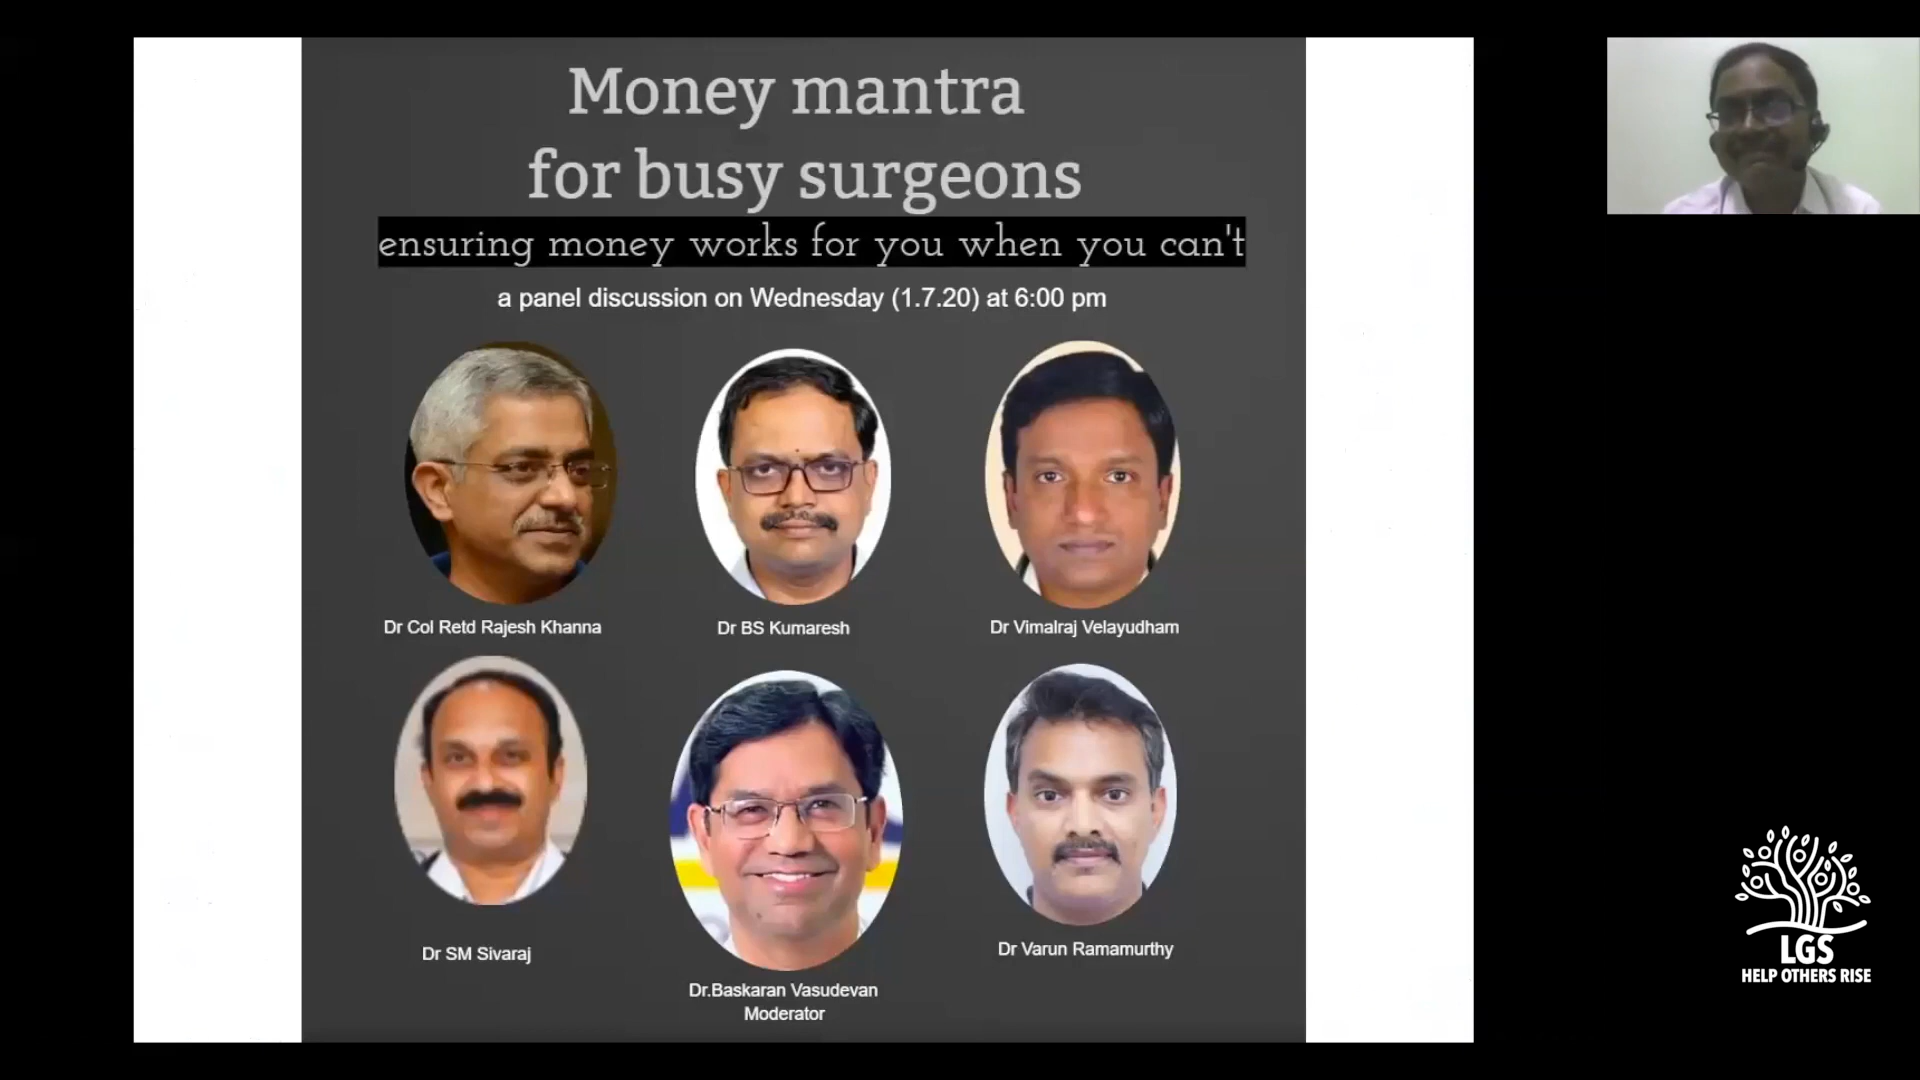 Money mantra
for busy surgeons
ensuring money works for you when you can't
a panel discussion on Wednesday (1.7.20) at 6:00 pm
Dr Col Retd Rajesh Khanna
Dr BS Kumaresh
Dr Vimalraj Velayudham
Dr SM Sivaraj
Dr.Baskaran Vasudevan
Moderator
Dr Varun Ramamurthy
LGS
HELP OTHERS RISE